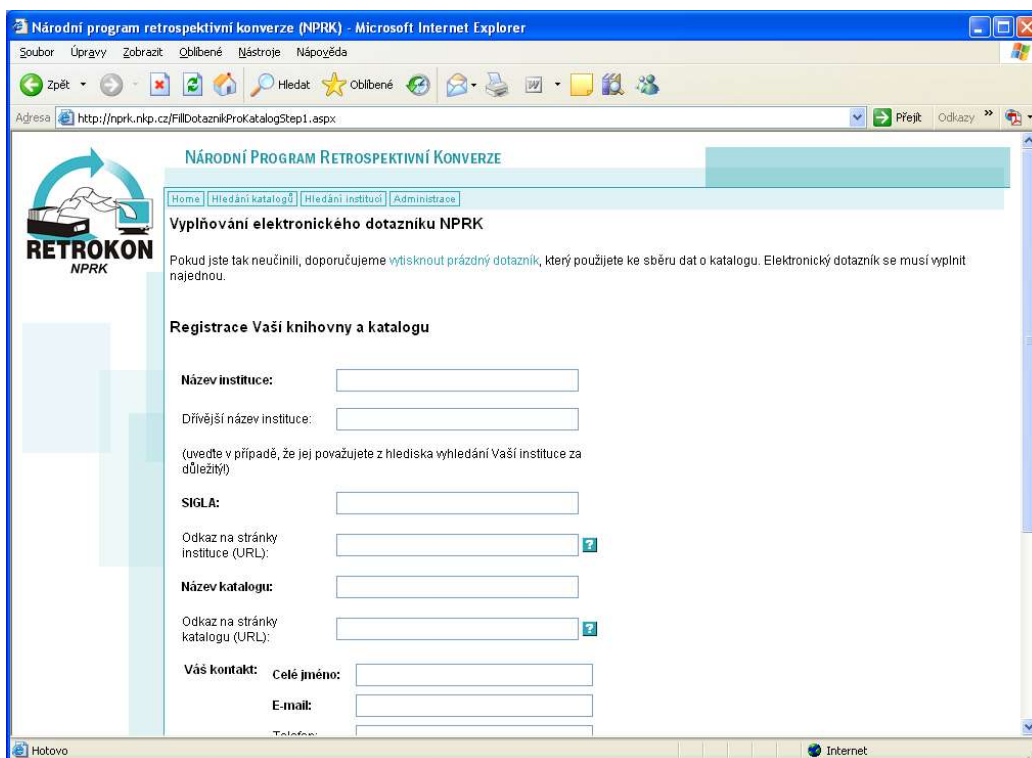 Národní program retrospektivní konverze (NPRK) - Microsoft Internet Explorer
Soubor Úpravy Zobrazit Oblíbené Nástroje Nápověda
Zpět Hledat Oblíbené
Adresa http://nprk.nkp.cz/FillDotaznikProKatalogStep1.aspx Přejít Odkazy »
NÁRODNÍ PROGRAM RETROSPEKTIVNÍ KONVERZE
Home Hledání katalogů Hledání institucí Administrace
RETROKON
NPRK
Vyplňování elektronického dotazníku NPRK
Pokud jste tak neučinili, doporučujeme vytisknout prázdný dotazník, který použijete ke sběru dat o katalogu. Elektronický dotazník se musí vyplnit
najednou.
Registrace Vaší knihovny a katalogu
Název instituce:
Dřívější název instituce:
(uveďte v případě, že jej považujete z hlediska vyhledání Vaší instituce za
důležitý!)
SIGLA:
Odkaz na stránky
instituce (URL): ?
Název katalogu:
Odkaz na stránky
katalogu (URL): ?
Váš kontakt: Celé jméno:
E-mail:
Telefon:
Hotovo Internet